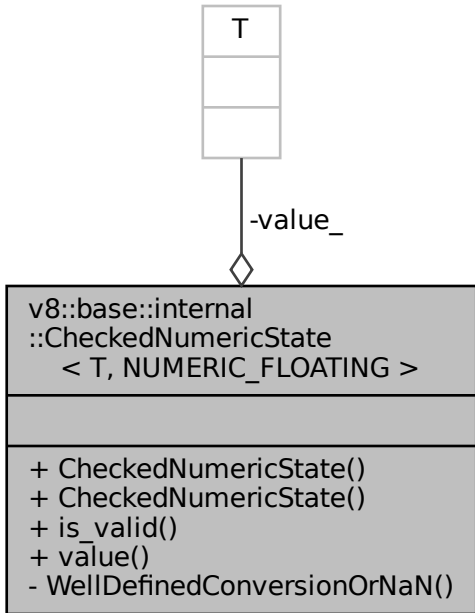 T
-value_
v8::base::internal
::CheckedNumericState
< T, NUMERIC_FLOATING >
+ CheckedNumericState()
+ CheckedNumericState()
+ is_valid()
+ value()
- WellDefinedConversionOrNaN()